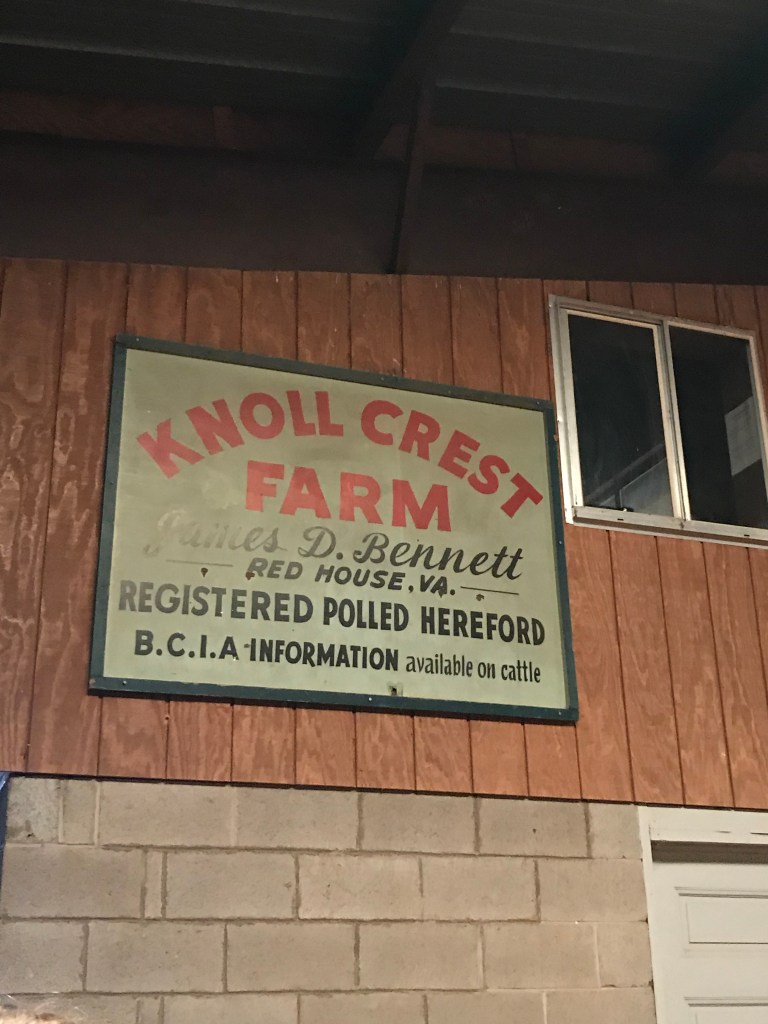 KNOLL CREST
FARM
James D. Bennett
RED HOUSE, VA.
REGISTERED POLLED HEREFORD
B.C.I.A INFORMATION available on cattle